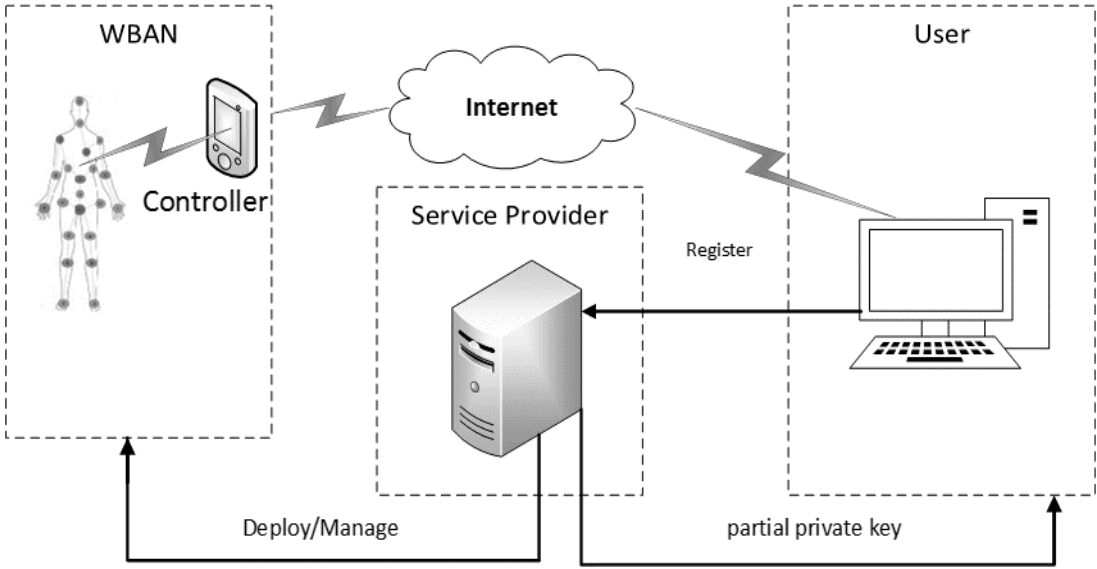 WBAN
User
Internet
Controller
Service Provider
Register
Deploy/Manage
partial private key